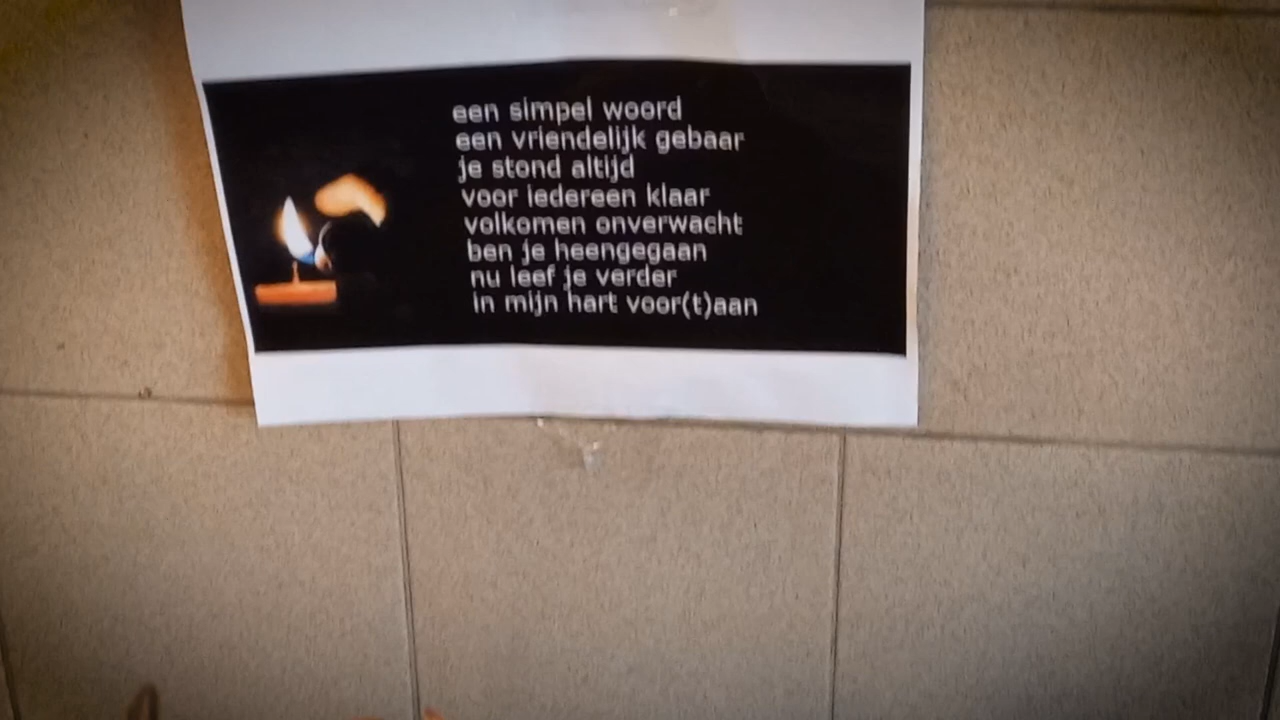 een simpel woord
een vriendelijk gebaar
je stond altijd
voor iedereen klaar
volkomen onverwacht
ben je heengegaan
nu leef je verder
in mijn hart voor(t)aan